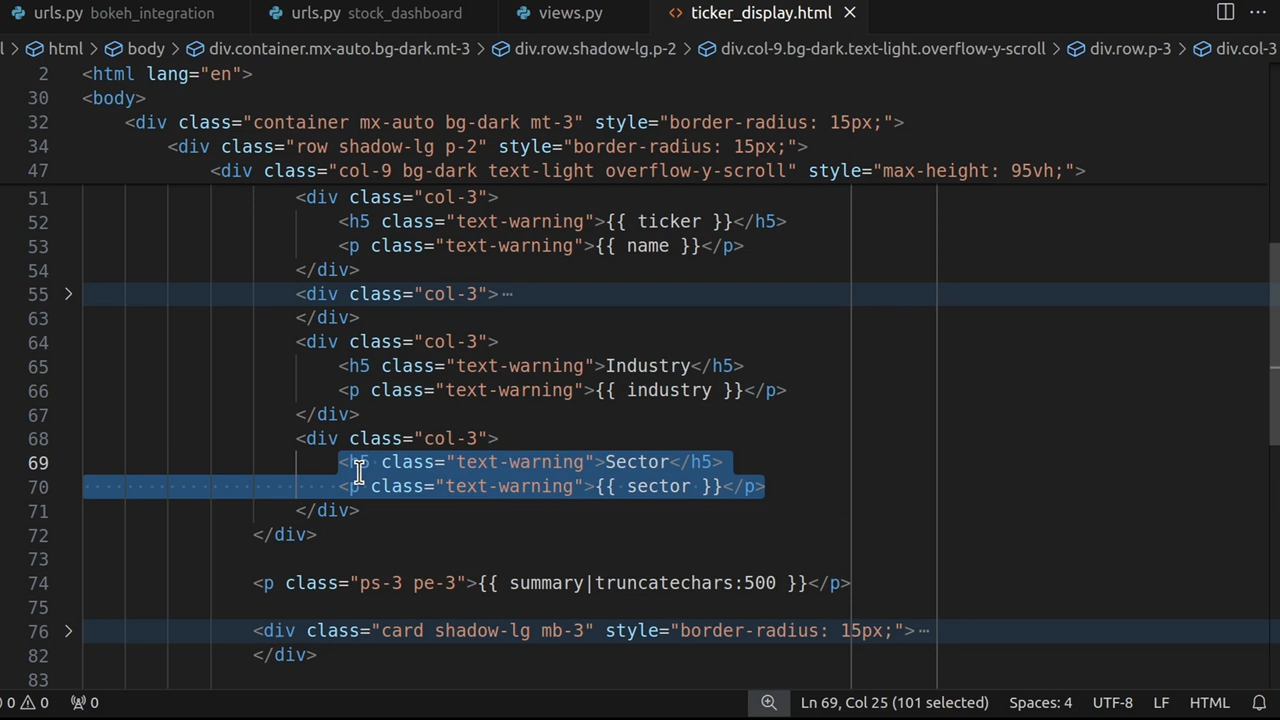 urls.py bokeh_integration urls.py stock_dashboard views.py <> ticker_display.html ×
l > html > body > div.container.mx-auto.bg-dark.mt-3 > div.row.shadow-lg.p-2 > div.col-9.bg-dark.text-light.overflow-y-scroll > div.row.p-3 > div.col-3
2 <html lang="en">
30 <body>
32 <div class="container mx-auto bg-dark mt-3" style="border-radius: 15px;">
34 <div class="row shadow-lg p-2" style="border-radius: 15px;">
47 <div class="col-9 bg-dark text-light overflow-y-scroll" style="max-height: 95vh;">
51 <div class="col-3">
52 <h5 class="text-warning">{{ ticker }}</h5>
53 <p class="text-warning">{{ name }}</p>
54 </div>
55 <div class="col-3">⋯
63 </div>
64 <div class="col-3">
65 <h5 class="text-warning">Industry</h5>
66 <p class="text-warning">{{ industry }}</p>
67 </div>
68 <div class="col-3">
69 <h5 class="text-warning">Sector</h5>
70 <p class="text-warning">{{ sector }}</p>
71 </div>
72 </div>
73
74 <p class="ps-3 pe-3">{{ summary|truncatechars:500 }}</p>
75
76 <div class="card shadow-lg mb-3" style="border-radius: 15px;">⋯
82 </div>
83
0 0 0 Ln 69, Col 25 (101 selected) Spaces: 4 UTF-8 LF HTML